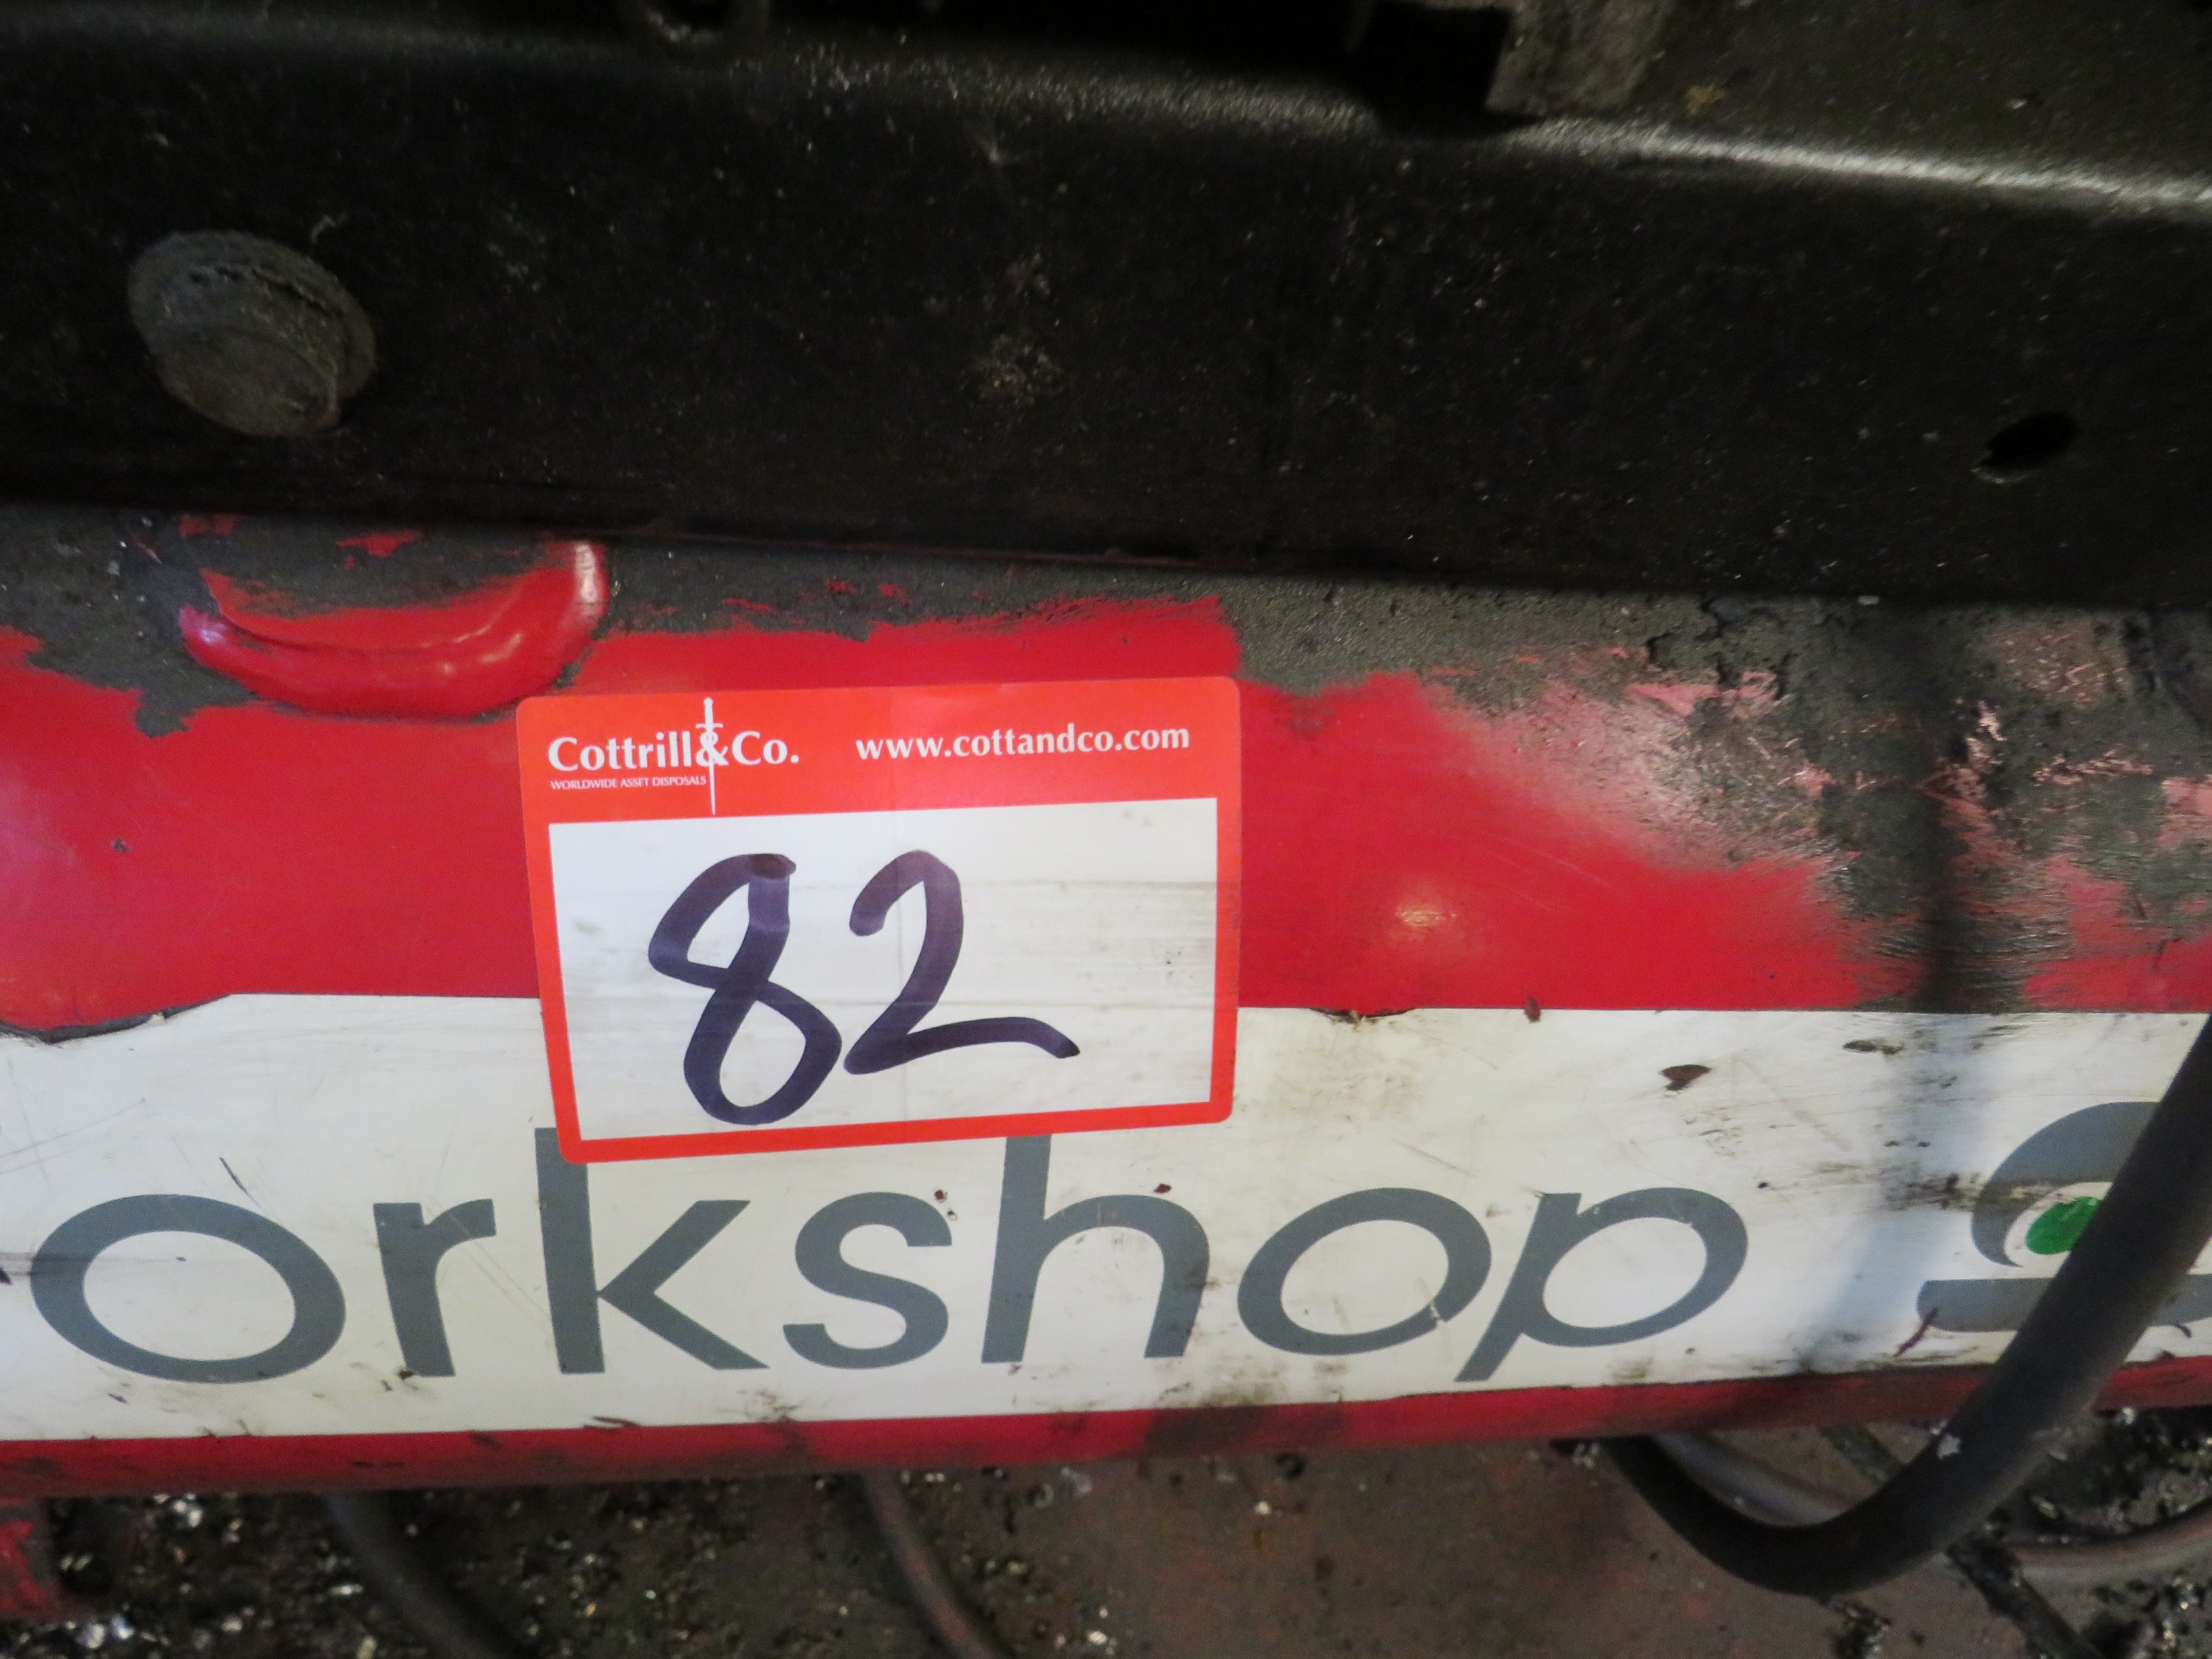 Cottrill&Co. www.cottandco.com
WORLDWIDE ASSET DISPOSALS
82
orkshop